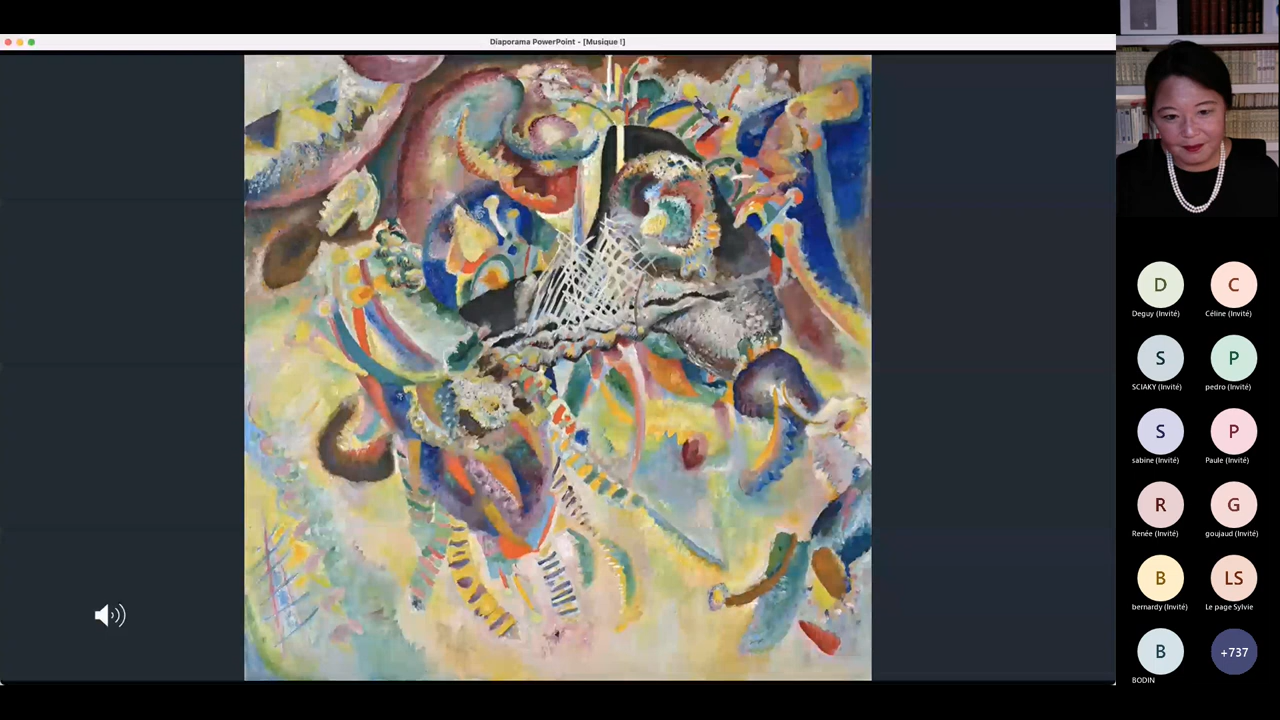 Diaporama PowerPoint - [Musique !]
D
C
Deguy (Invité)
Céline (Invité)
S
P
SCIAKY (Invité)
pedro (Invité)
S
P
sabine (Invité)
Paule (Invité)
R
G
Renée (Invité)
goujaud (Invité)
B
LS
bernardy (Invité)
Le page Sylvie
B
+737
BODIN